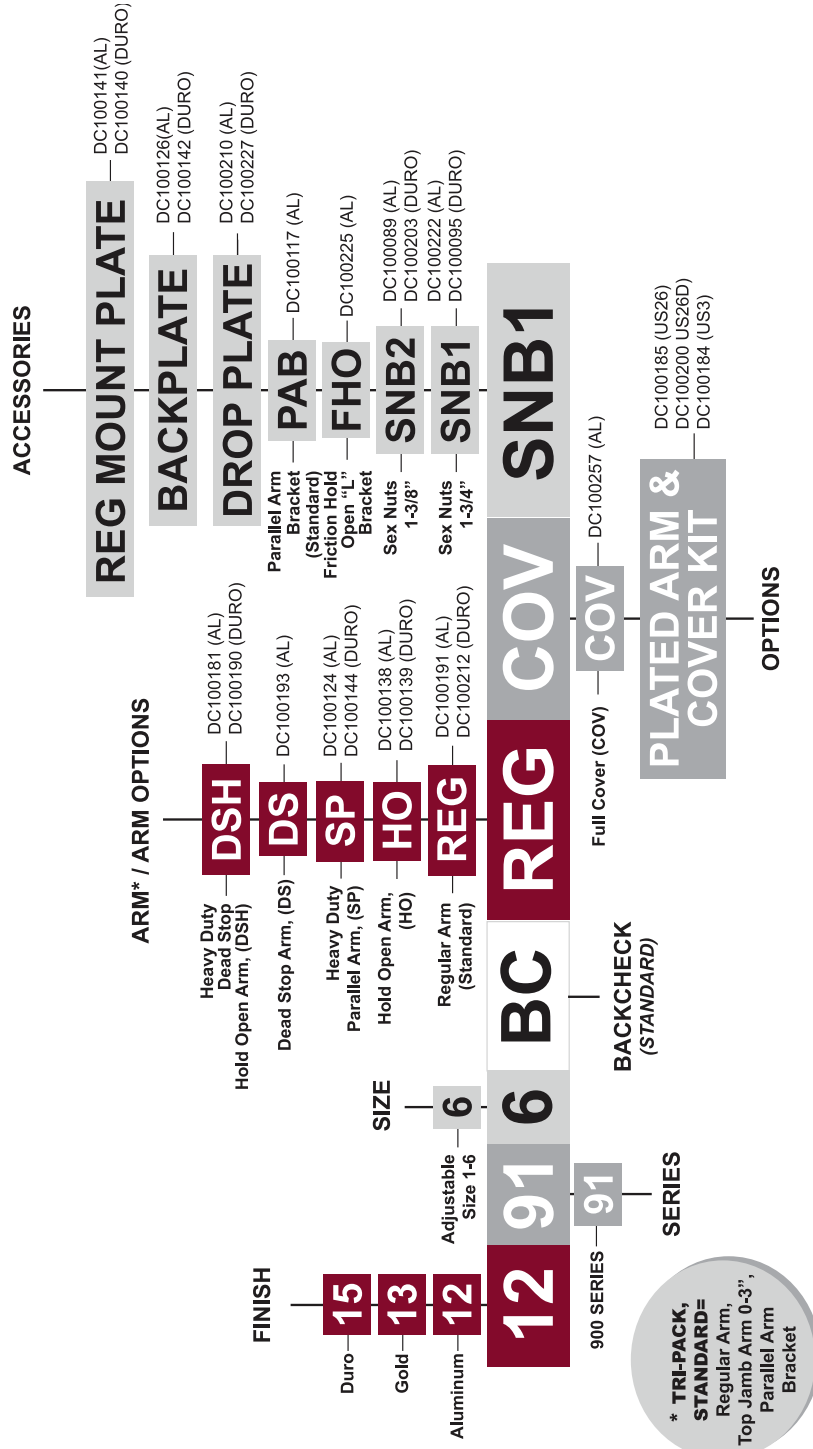 FINISH
Duro
15
Gold
13
Aluminum
12
SIZE
Adjustable
Size 1-6
6
ARM* / ARM OPTIONS
Heavy Duty
Dead Stop
Hold Open Arm, (DSH)
DSH
DC100181 (AL)
DC100190 (DURO)
Dead Stop Arm, (DS)
DS
DC100193 (AL)
Heavy Duty
Parallel Arm, (SP)
SP
DC100124 (AL)
DC100144 (DURO)
Hold Open Arm,
(HO)
HO
DC100138 (AL)
DC100139 (DURO)
Regular Arm
(Standard)
REG
DC100191 (AL)
DC100212 (DURO)
ACCESSORIES
REG MOUNT PLATE
DC100141(AL)
DC100140 (DURO)
BACKPLATE
DC100126(AL)
DC100142 (DURO)
DROP PLATE
DC100210 (AL)
DC100227 (DURO)
Parallel Arm
Bracket
(Standard)
PAB
DC100117 (AL)
Friction Hold
Open “L”
Bracket
FHO
DC100225 (AL)
Sex Nuts
1-3/8”
SNB2
DC100089 (AL)
DC100203 (DURO)
Sex Nuts
1-3/4”
SNB1
DC100222 (AL)
DC100095 (DURO)
12 91 6 BC REG COV SNB1
900 SERIES
91
SERIES
BACKCHECK
(STANDARD)
Full Cover (COV)
COV
DC100257 (AL)
PLATED ARM &
COVER KIT
DC100185 (US26)
DC100200 US26D)
DC100184 (US3)
OPTIONS
* TRI-PACK,
STANDARD=
Regular Arm,
Top Jamb Arm 0-3”,
Parallel Arm
Bracket